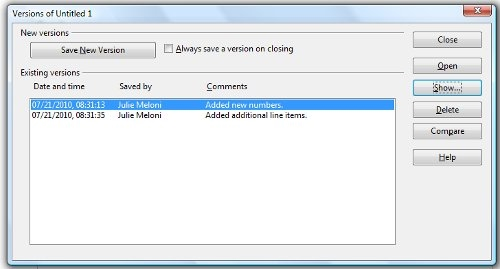 Versions of Untitled 1
New versions
Save New Version
Always save a version on closing
Close
Open
Show...
Delete
Compare
Help
Existing versions
Date and time Saved by Comments
07/21/2010, 08:31:13 Julie Meloni Added new numbers.
07/21/2010, 08:31:35 Julie Meloni Added additional line items.